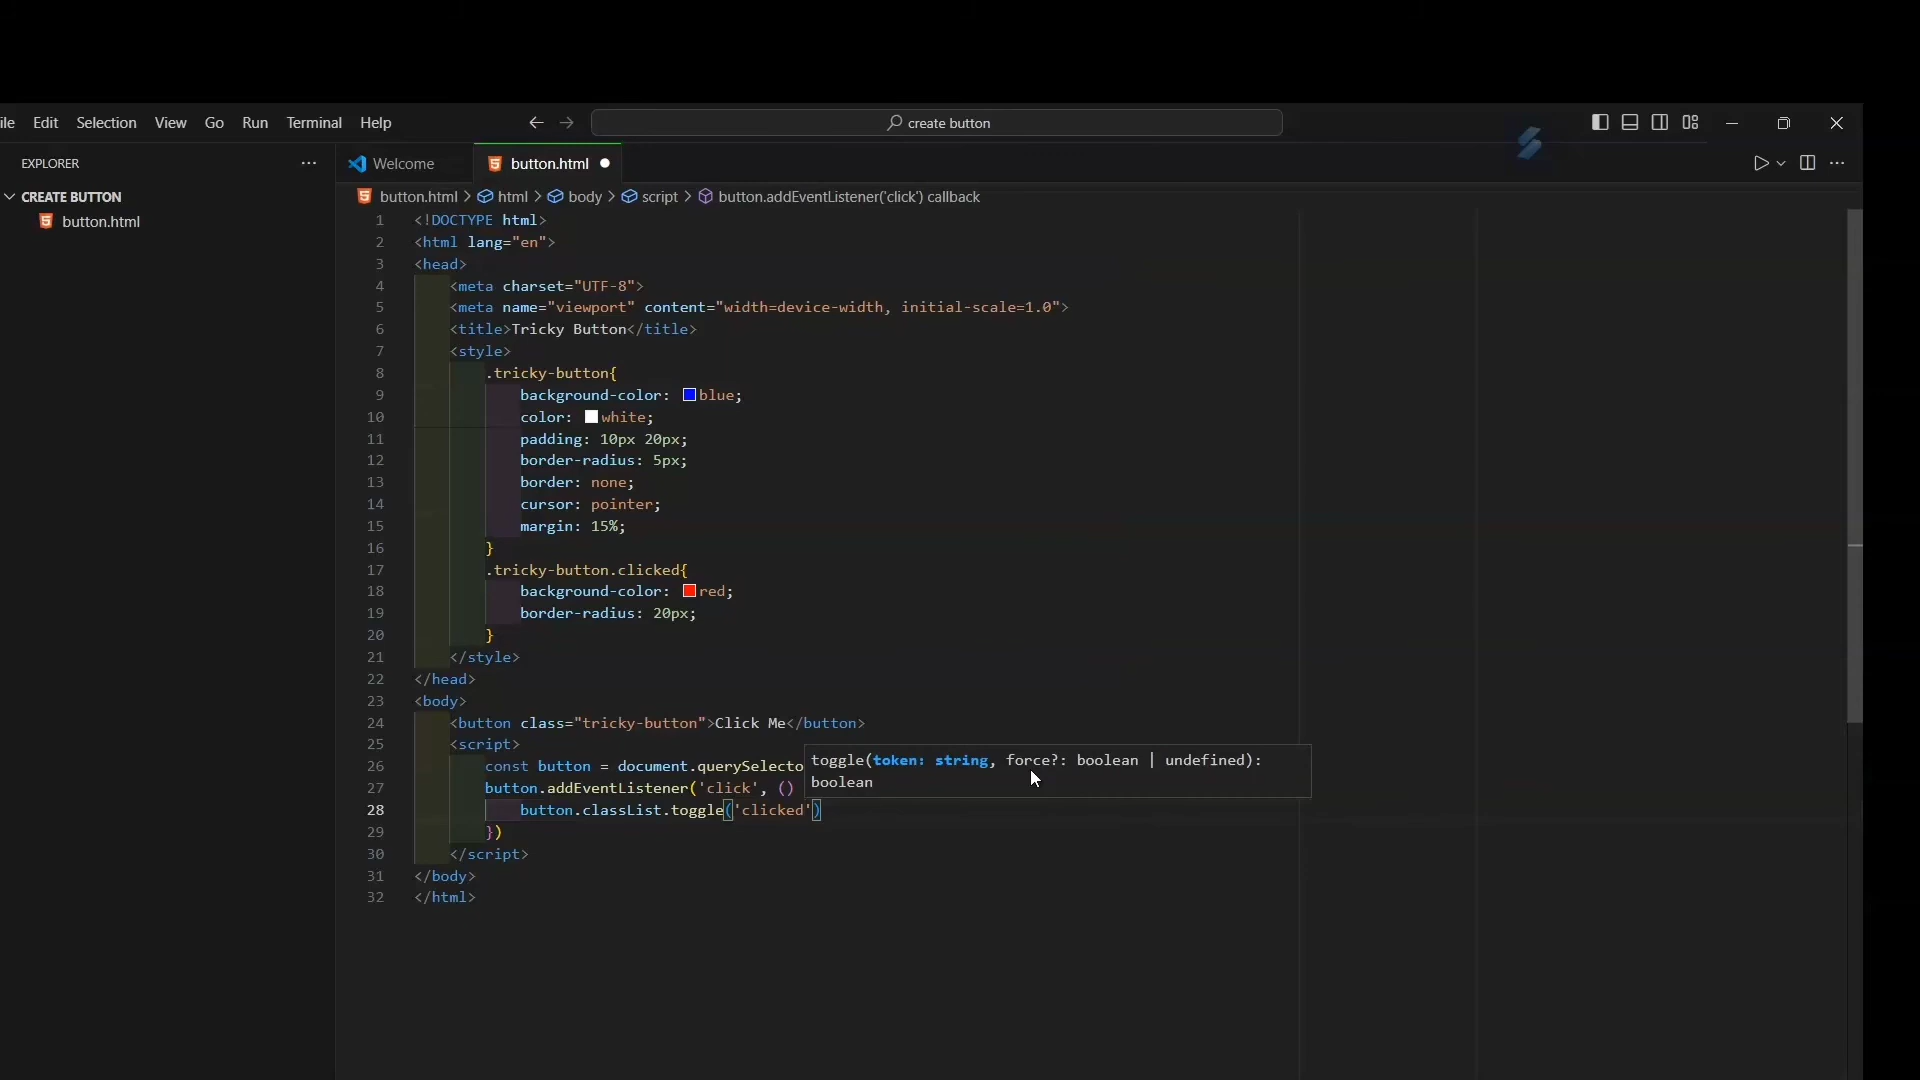 ile Edit Selection View Go Run Terminal Help create button
EXPLORER
Welcome button.html
CREATE BUTTON
button.html
button.html > html > body > script > button.addEventListener('click') callback
1 <!DOCTYPE html>
2 <html lang="en">
3 <head>
4 <meta charset="UTF-8">
5 <meta name="viewport" content="width=device-width, initial-scale=1.0">
6 <title>Tricky Button</title>
7 <style>
8 .tricky-button{
9 background-color: blue;
10 color: white;
11 padding: 10px 20px;
12 border-radius: 5px;
13 border: none;
14 cursor: pointer;
15 margin: 15%;
16 }
17 .tricky-button.clicked{
18 background-color: red;
19 border-radius: 20px;
20 }
21 </style>
22 </head>
23 <body>
24 <button class="tricky-button">Click Me</button>
25 <script>
26 const button = document.querySelecto
toggle(token: string, force?: boolean | undefined):
boolean
27 button.addEventListener('click', ()
28 button.classList.toggle('clicked')
29 })
30 </script>
31 </body>
32 </html>